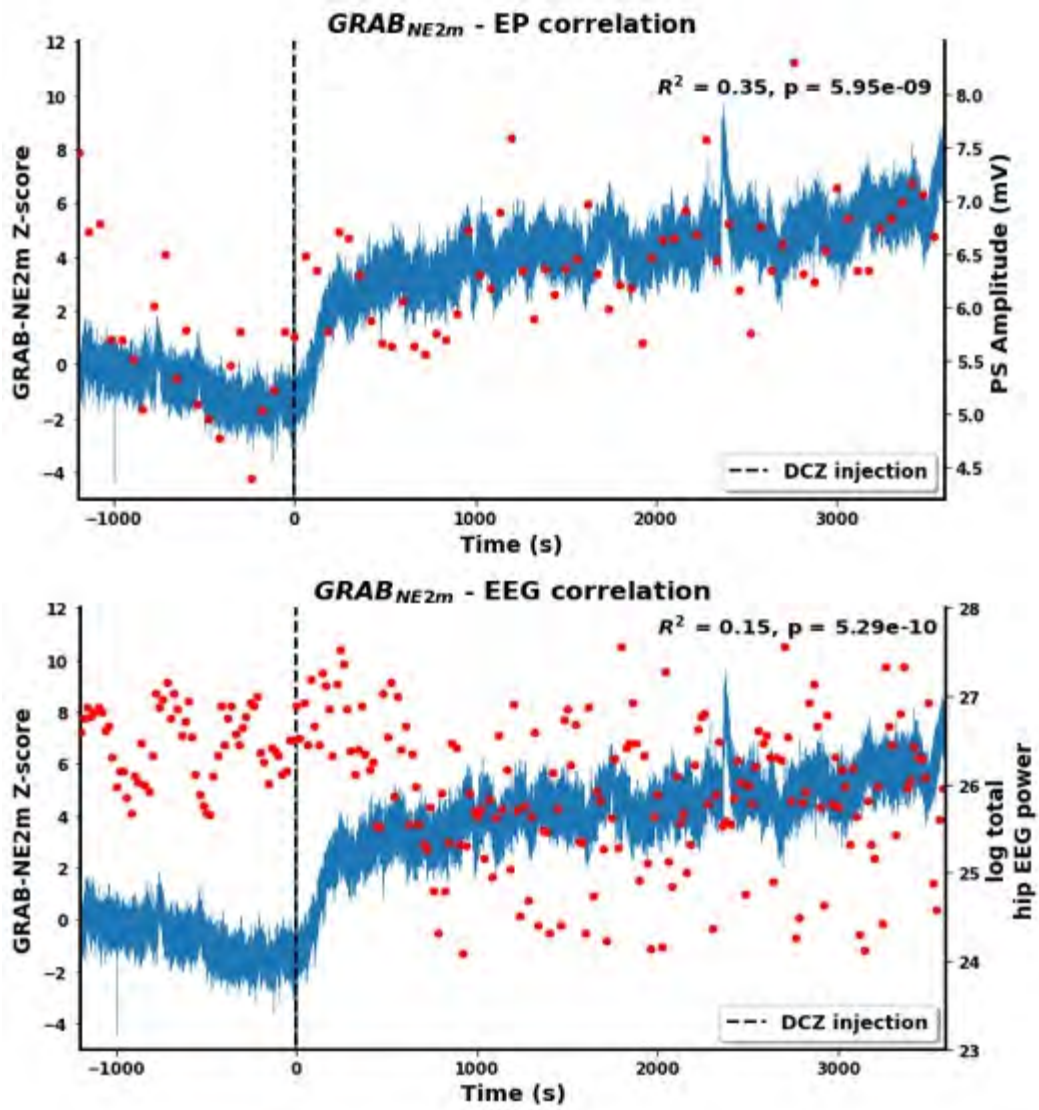 GRAB NE2m - EP correlation
12
10
8
6
4
2
0
−2
−4
GRAB-NE2m Z-score
R² = 0.35, p = 5.95e-09
8.0
7.5
7.0
6.5
6.0
5.5
5.0
4.5
PS Amplitude (mV)
DCZ injection
−1000 0 1000 2000 3000
Time (s)
GRAB NE2m - EEG correlation
12
10
8
6
4
2
0
−2
−4
GRAB-NE2m Z-score
R² = 0.15, p = 5.29e-10
28
27
26
25
24
23
log total
hip EEG power
DCZ injection
−1000 0 1000 2000 3000
Time (s)